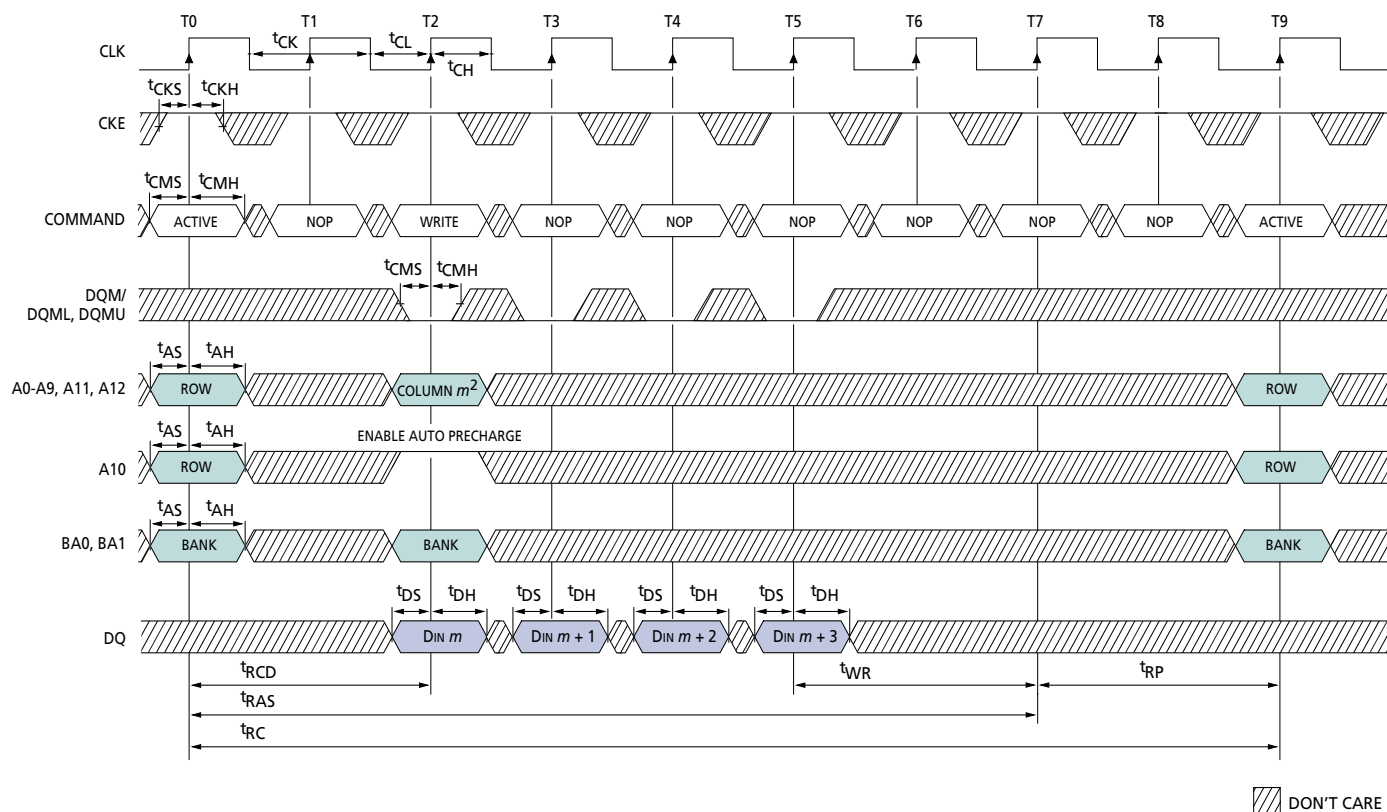 T0 T1 T2 T3 T4 T5 T6 T7 T8 T9
CLK
tCK tCL
tCH
tCKS tCKH
CKE
tCMS tCMH
COMMAND ACTIVE NOP WRITE NOP NOP NOP NOP NOP NOP ACTIVE
tCMS tCMH
DQM/
DQML, DQMU
tAS tAH
A0-A9, A11, A12 ROW COLUMN m2 ROW
tAS tAH
ENABLE AUTO PRECHARGE
A10 ROW ROW
tAS tAH
BA0, BA1 BANK BANK BANK
tDS tDH tDS tDH tDS tDH tDS tDH
DQ DIN m DIN m + 1 DIN m + 2 DIN m + 3
tRCD tWR tRP
tRAS
tRC
DON'T CARE